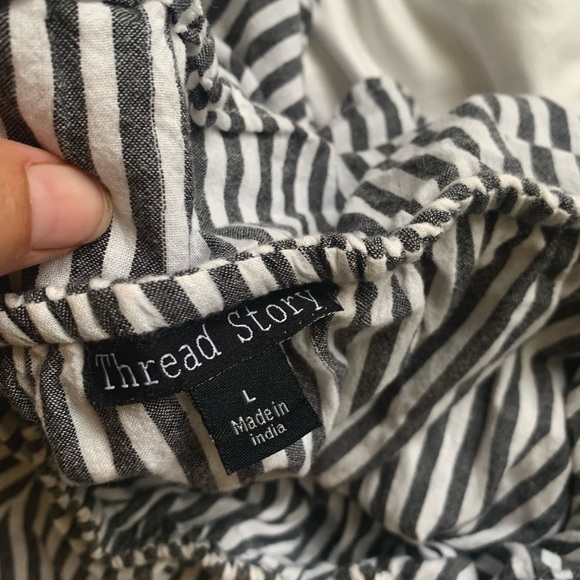 Thread Story
L
Made in
india